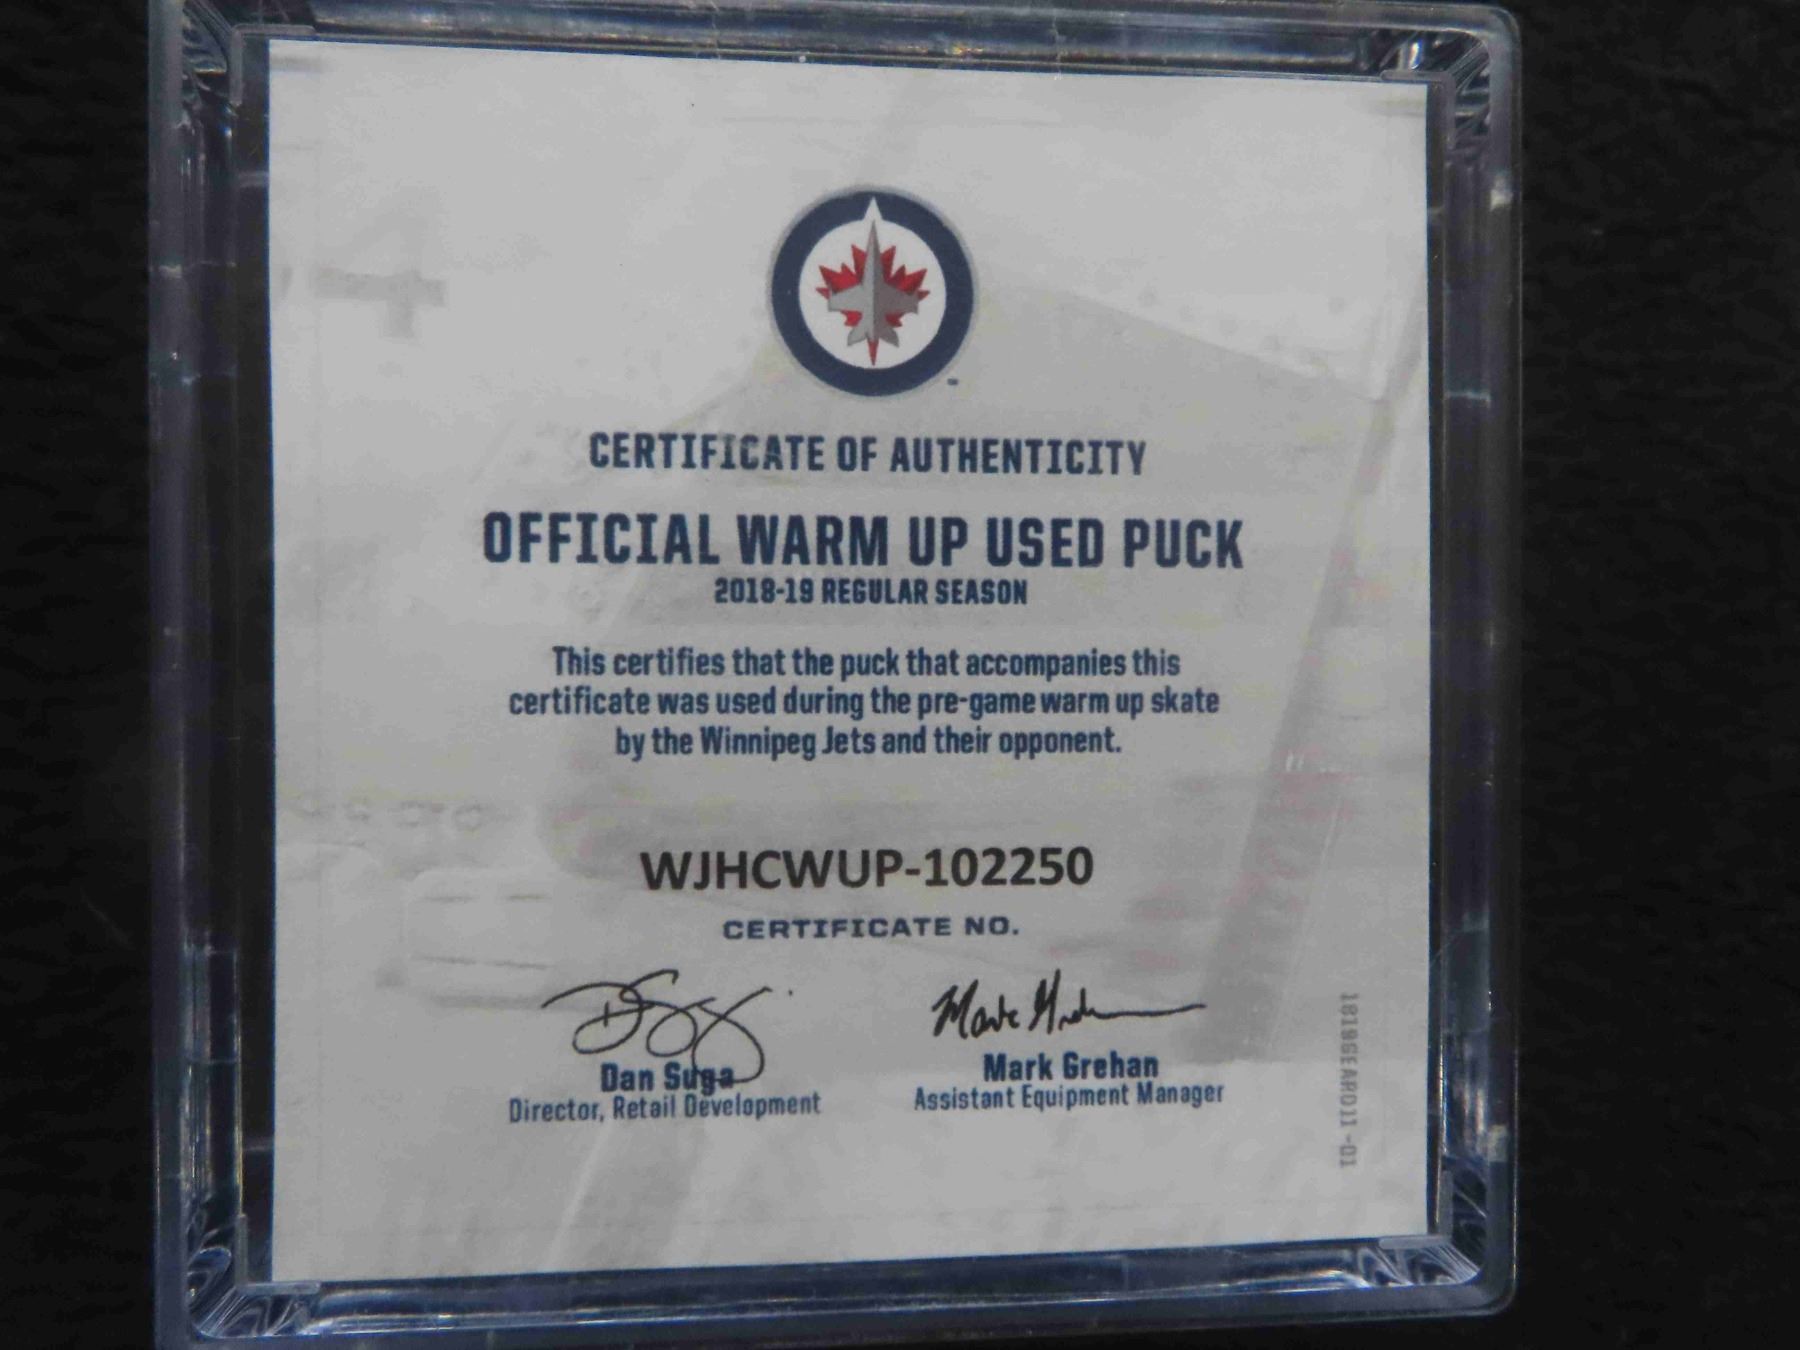 CERTIFICATE OF AUTHENTICITY
OFFICIAL WARM UP USED PUCK
2018-19 REGULAR SEASON
This certifies that the puck that accompanies this
certificate was used during the pre-game warm up skate
by the Winnipeg Jets and their opponent.
WJHCWUP-102250
CERTIFICATE NO.
Dan Suga
Director, Retail Development
Mark Grehan
Mark Grehan
Assistant Equipment Manager